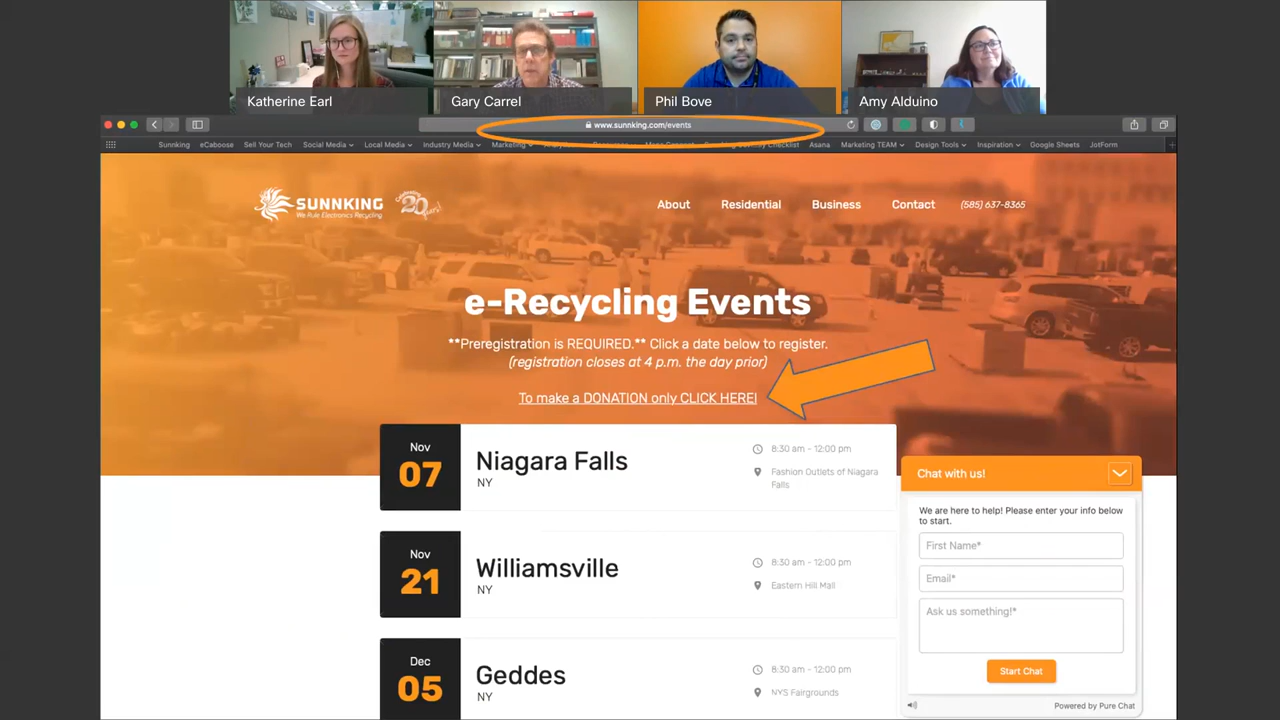 Katherine Earl
Gary Carrel
Phil Bove
Amy Alduino
www.sunnking.com/events
Sunnking eCaboose Sell Your Tech Social Media Local Media Industry Media Marketing Checklist Asana Marketing TEAM Design Tools Inspiration Google Sheets JotForm
SUNNKING
We Rule Electronics Recycling
Celebrating
20 Years!
About Residential Business Contact (585) 637-8365
e-Recycling Events
**Preregistration is REQUIRED.** Click a date below to register.
(registration closes at 4 p.m. the day prior)
To make a DONATION only CLICK HERE!
Nov
07
Niagara Falls
NY
8:30 am - 12:00 pm
Fashion Outlets of Niagara
Falls
Nov
21
Williamsville
NY
8:30 am - 12:00 pm
Eastern Hill Mall
Dec
05
Geddes
NY
8:30 am - 12:00 pm
NYS Fairgrounds
Chat with us!
We are here to help! Please enter your info below
to start.
First Name*
Email*
Ask us something!*
Start Chat
Powered by Pure Chat